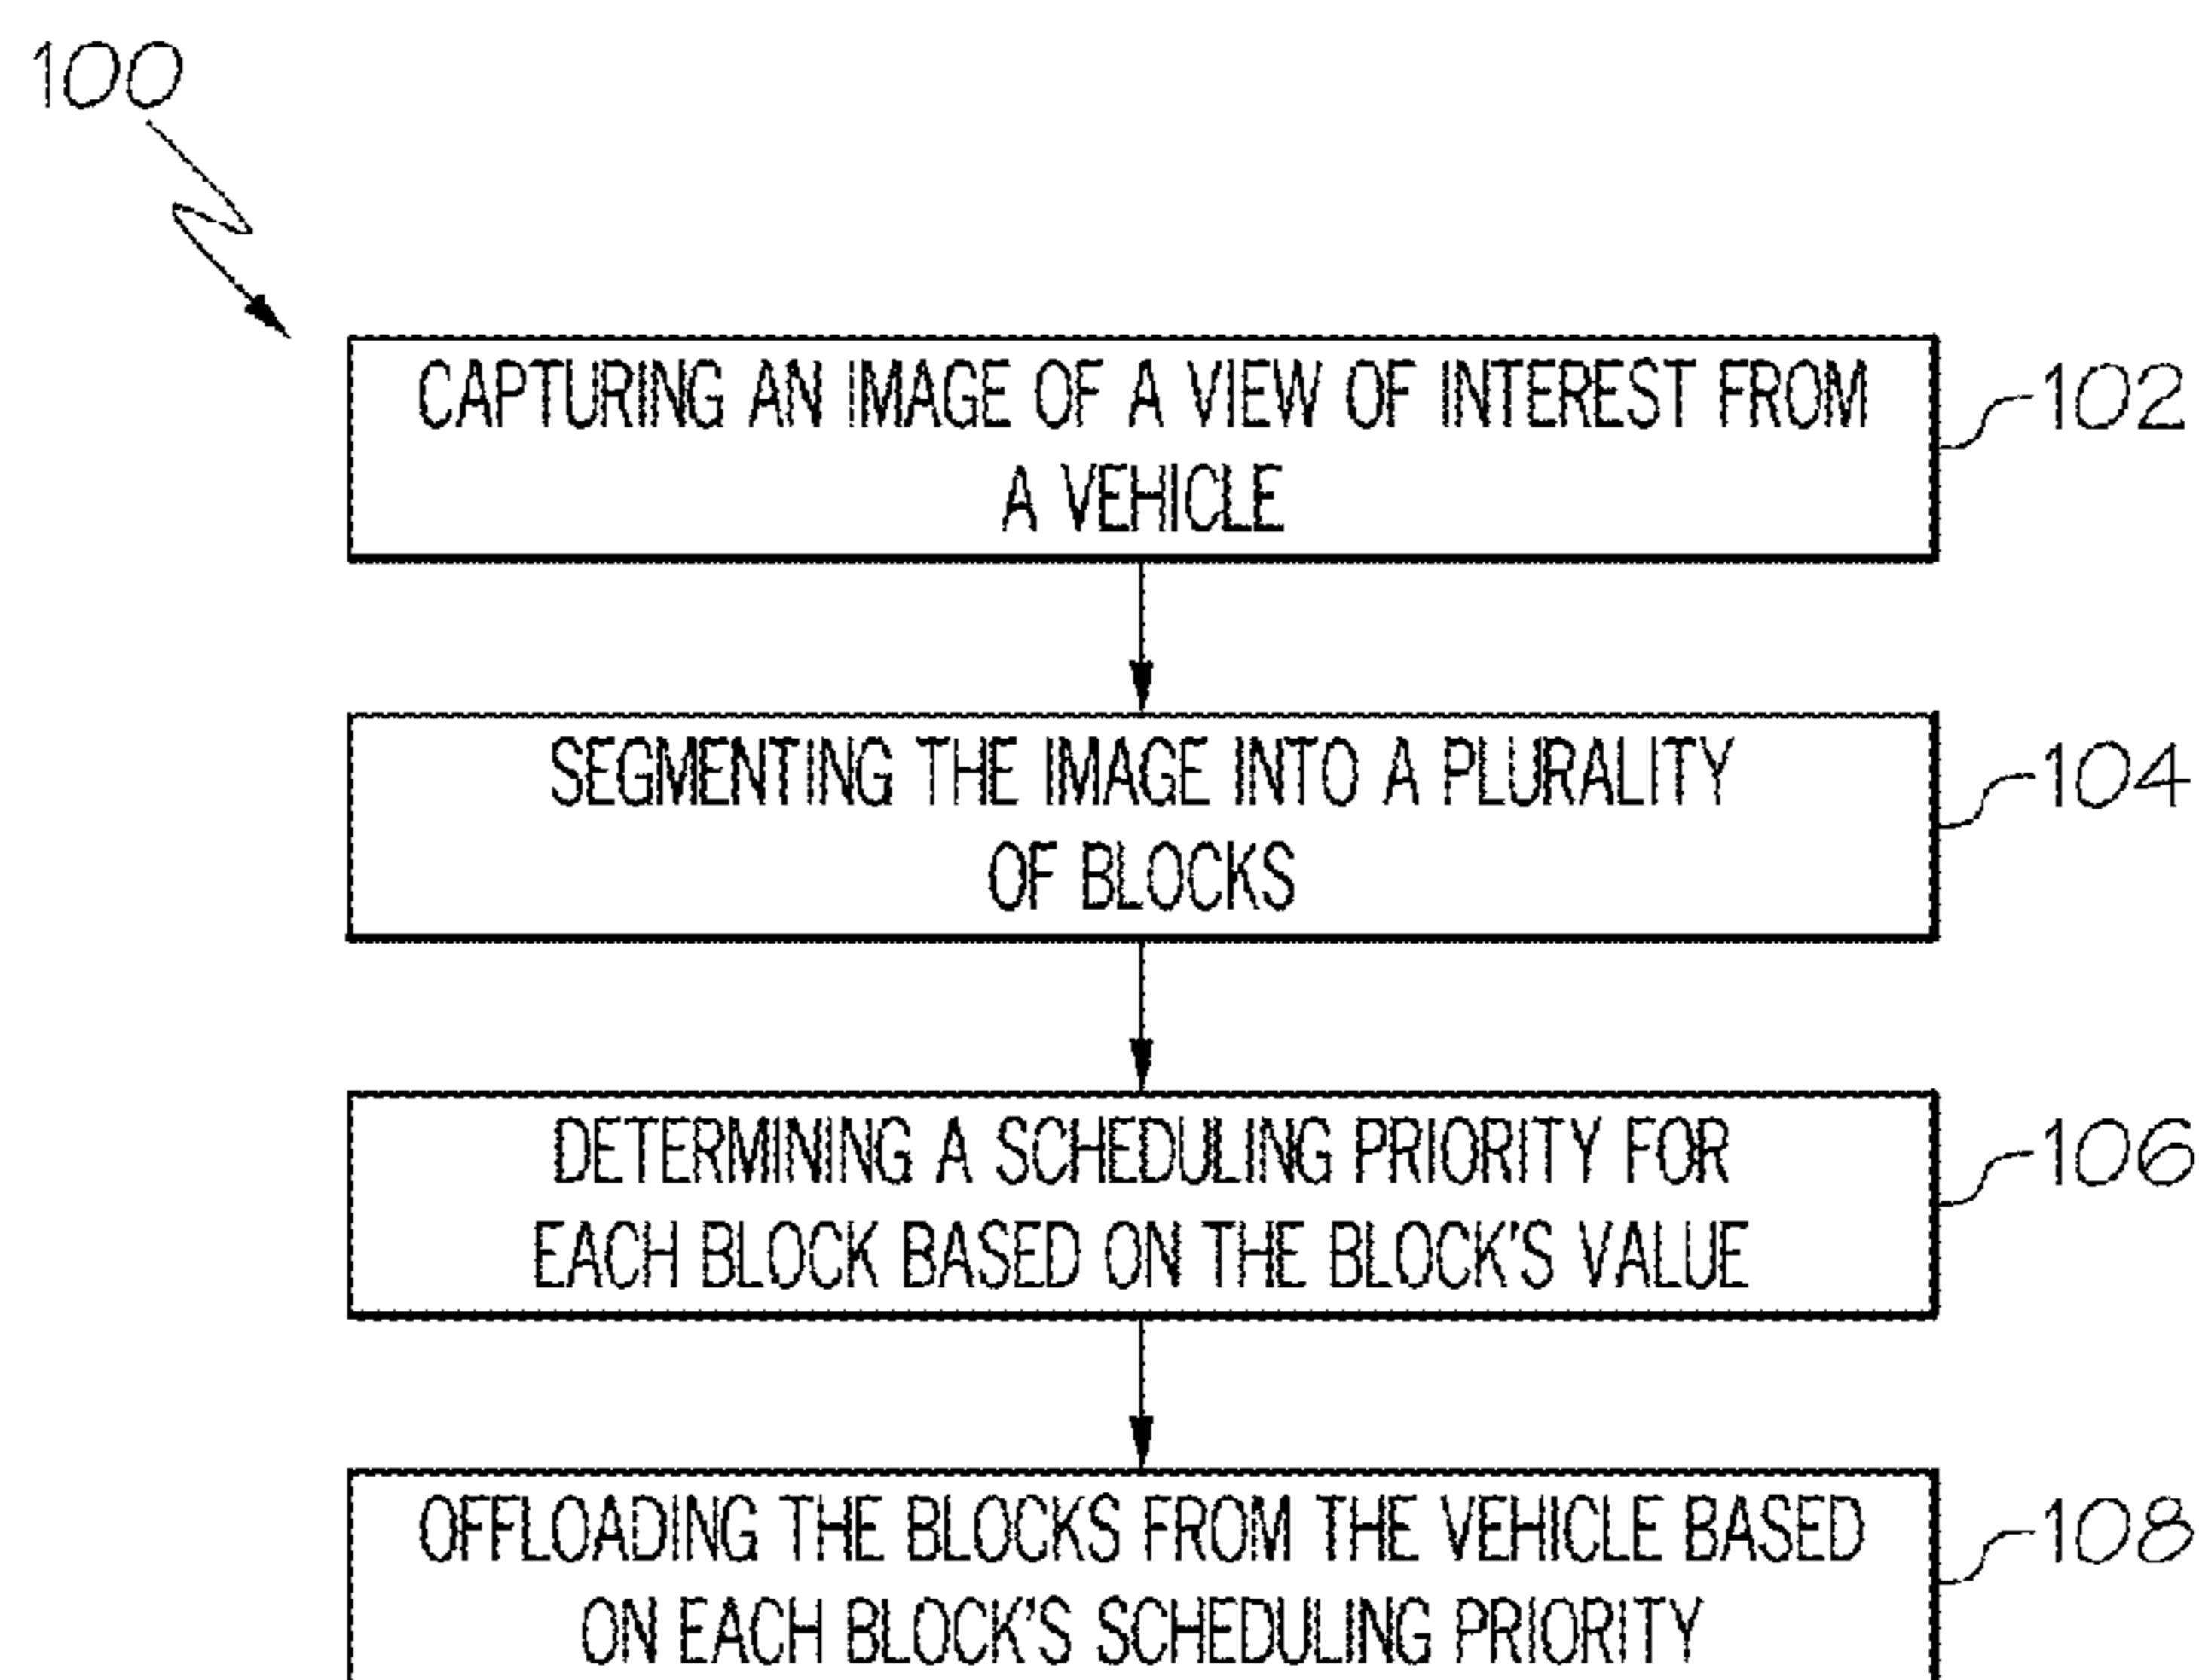 100
CAPTURING AN IMAGE OF A VIEW OF INTEREST FROM
A VEHICLE
102
SEGMENTING THE IMAGE INTO A PLURALITY
OF BLOCKS
104
DETERMINING A SCHEDULING PRIORITY FOR
EACH BLOCK BASED ON THE BLOCK'S VALUE
106
OFFLOADING THE BLOCKS FROM THE VEHICLE BASED
ON EACH BLOCK'S SCHEDULING PRIORITY
108